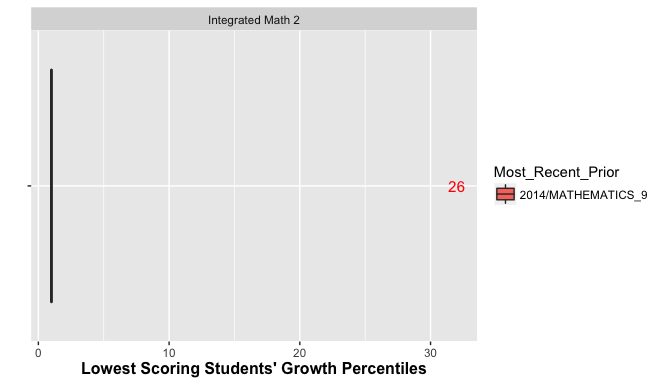 Integrated Math 2
26
Most_Recent_Prior
2014/MATHEMATICS_9
0 10 20 30
Lowest Scoring Students' Growth Percentiles